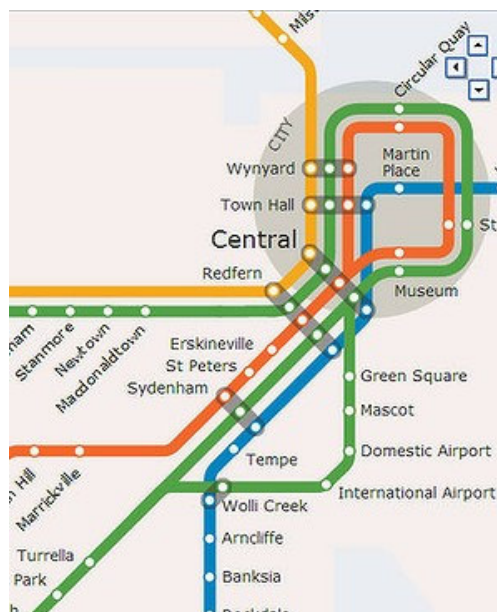 Circular Quay
CITY
Wynyard
Martin
Place
Town Hall
Central
Redfern
Museum
Stanmore
Newtown
Macdonaldtown
Erskineville
St Peters
Sydenham
Green Square
Mascot
Tempe
Domestic Airport
Hill
Marrickville
International Airport
Wolli Creek
Arncliffe
Turrella
Park
Banksia